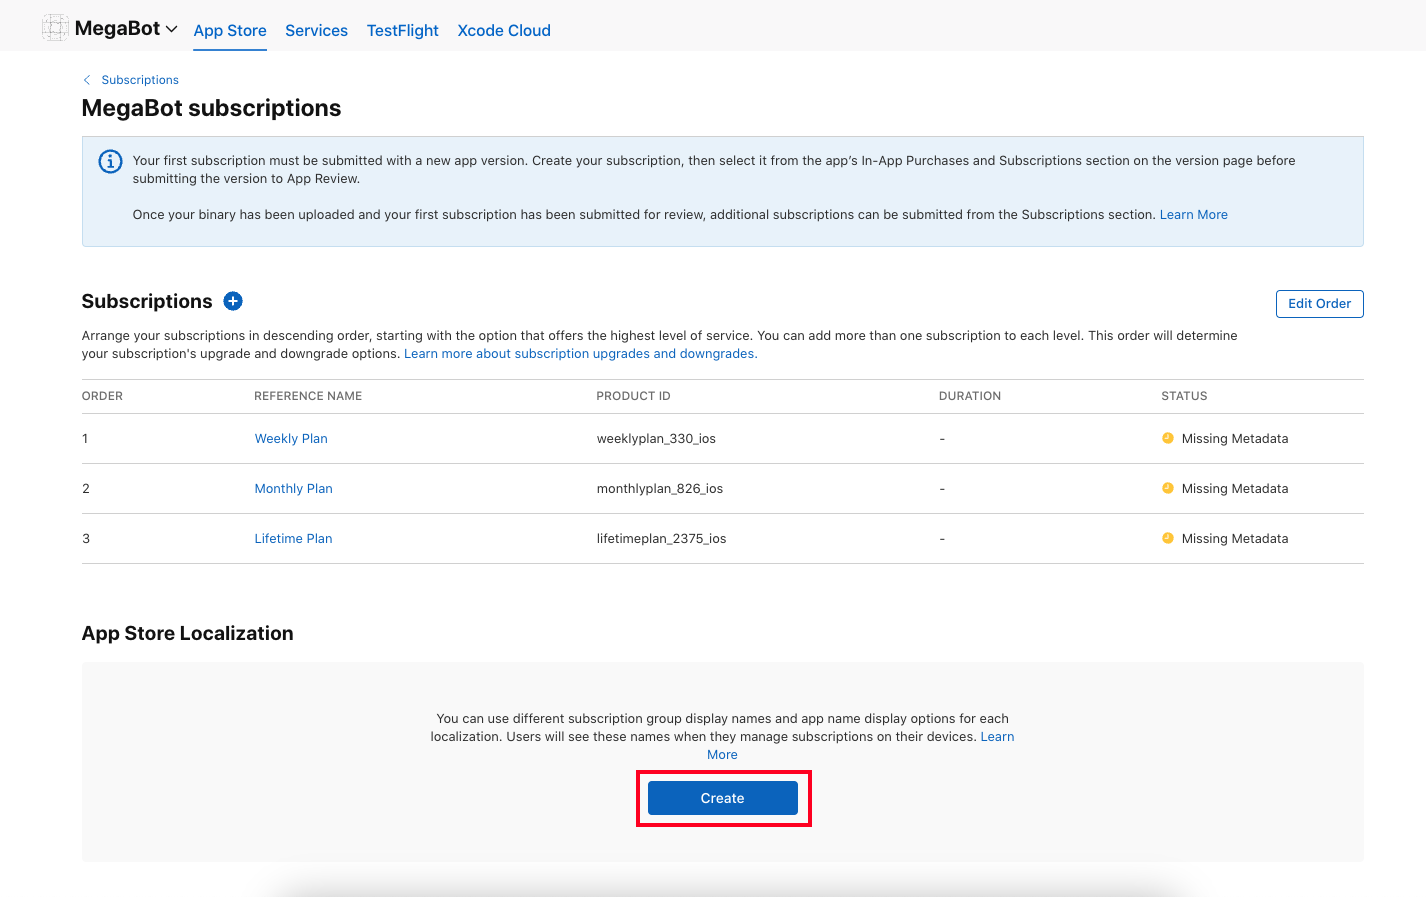 MegaBot App Store Services TestFlight Xcode Cloud
Subscriptions
MegaBot subscriptions
Your first subscription must be submitted with a new app version. Create your subscription, then select it from the app’s In-App Purchases and Subscriptions section on the version page before
submitting the version to App Review.
Once your binary has been uploaded and your first subscription has been submitted for review, additional subscriptions can be submitted from the Subscriptions section. Learn More
Subscriptions
Edit Order
Arrange your subscriptions in descending order, starting with the option that offers the highest level of service. You can add more than one subscription to each level. This order will determine
your subscription's upgrade and downgrade options. Learn more about subscription upgrades and downgrades.
ORDER REFERENCE NAME PRODUCT ID DURATION STATUS
1 Weekly Plan weeklyplan_330_ios - Missing Metadata
2 Monthly Plan monthlyplan_826_ios - Missing Metadata
3 Lifetime Plan lifetimeplan_2375_ios - Missing Metadata
App Store Localization
You can use different subscription group display names and app name display options for each
localization. Users will see these names when they manage subscriptions on their devices. Learn
More
Create